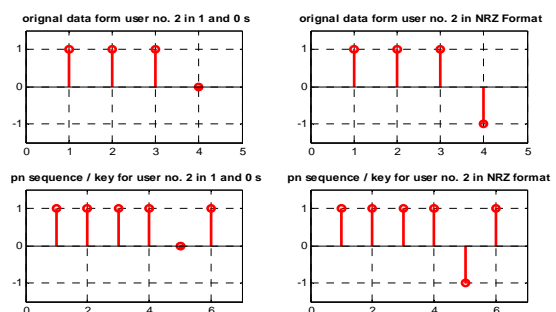 orignal data form user no. 2 in 1 and 0 s
1
0
-1
0 1 2 3 4 5
orignal data form user no. 2 in NRZ Format
1
0
-1
0 1 2 3 4 5
pn sequence / key for user no. 2 in 1 and 0 s
1
0
-1
0 2 4 6
pn sequence / key for user no. 2 in NRZ format
1
0
-1
0 2 4 6